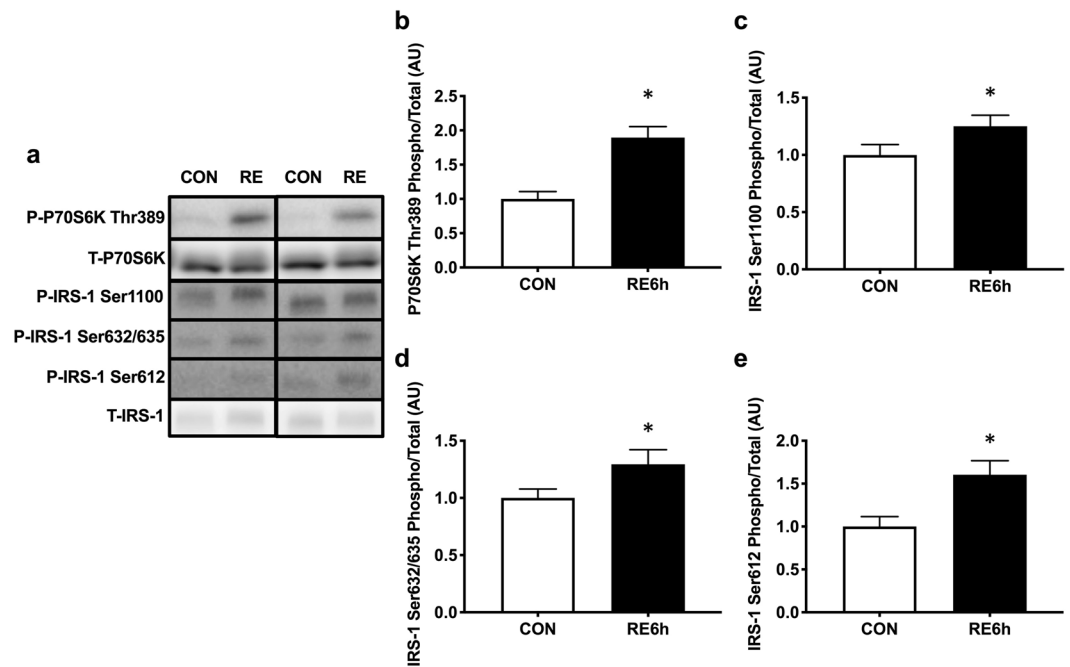 a
CON RE CON RE
P-P70S6K Thr389
T-P70S6K
P-IRS-1 Ser1100
P-IRS-1 Ser632/635
P-IRS-1 Ser612
T-IRS-1
b
P70S6K Thr389 Phospho/Total (AU)
2.5
2.0
1.5
1.0
0.5
0.0
*
CON RE6h
c
IRS-1 Ser1100 Phospho/Total (AU)
1.5
1.0
0.5
0.0
*
CON RE6h
d
IRS-1 Ser632/635 Phospho/Total (AU)
1.5
1.0
0.5
0.0
*
CON RE6h
e
IRS-1 Ser612 Phospho/Total (AU)
2.0
1.5
1.0
0.5
0.0
*
CON RE6h